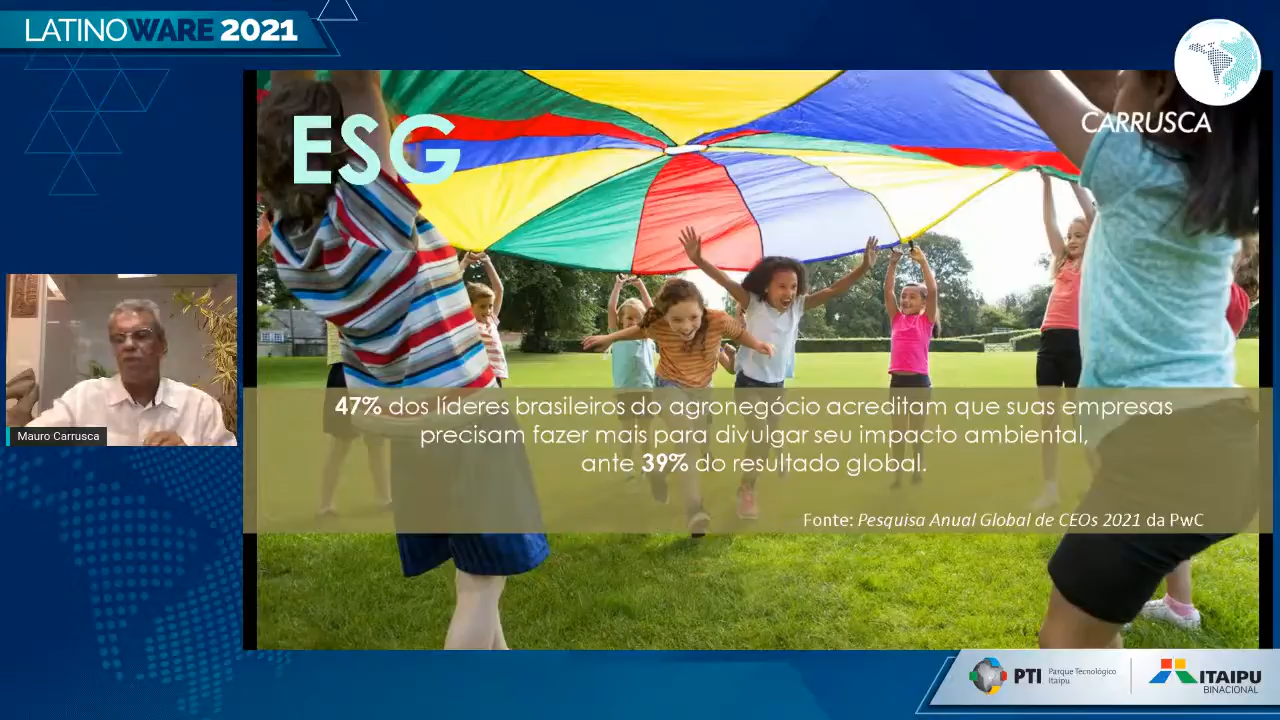 LATINOWARE 2021
CARRUSCA
ESG
47% dos líderes brasileiros do agronegócio acreditam que suas empresas
precisam fazer mais para divulgar seu impacto ambiental,
ante 39% do resultado global.
Mauro Carrusca
Fonte: Pesquisa Anual Global de CEOs 2021 da PwC
PTI Parque Tecnológico
Itaipu
ITAIPU
BINACIONAL